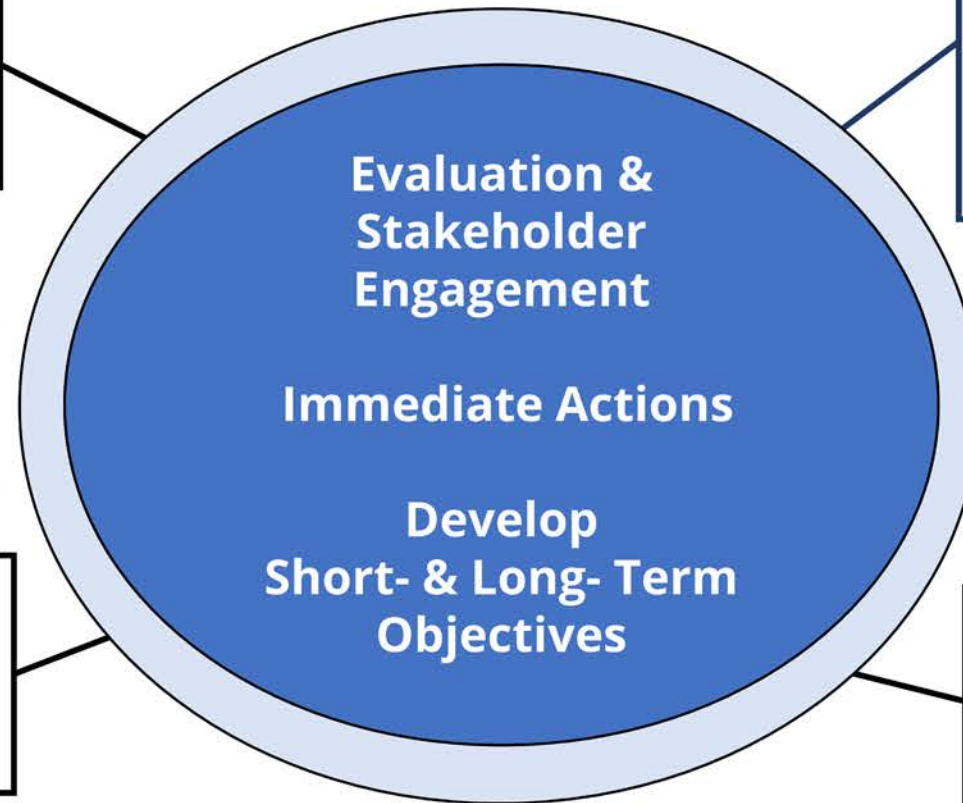 Evaluation &
Stakeholder
Engagement
Immediate Actions
Develop
Short- & Long- Term
Objectives